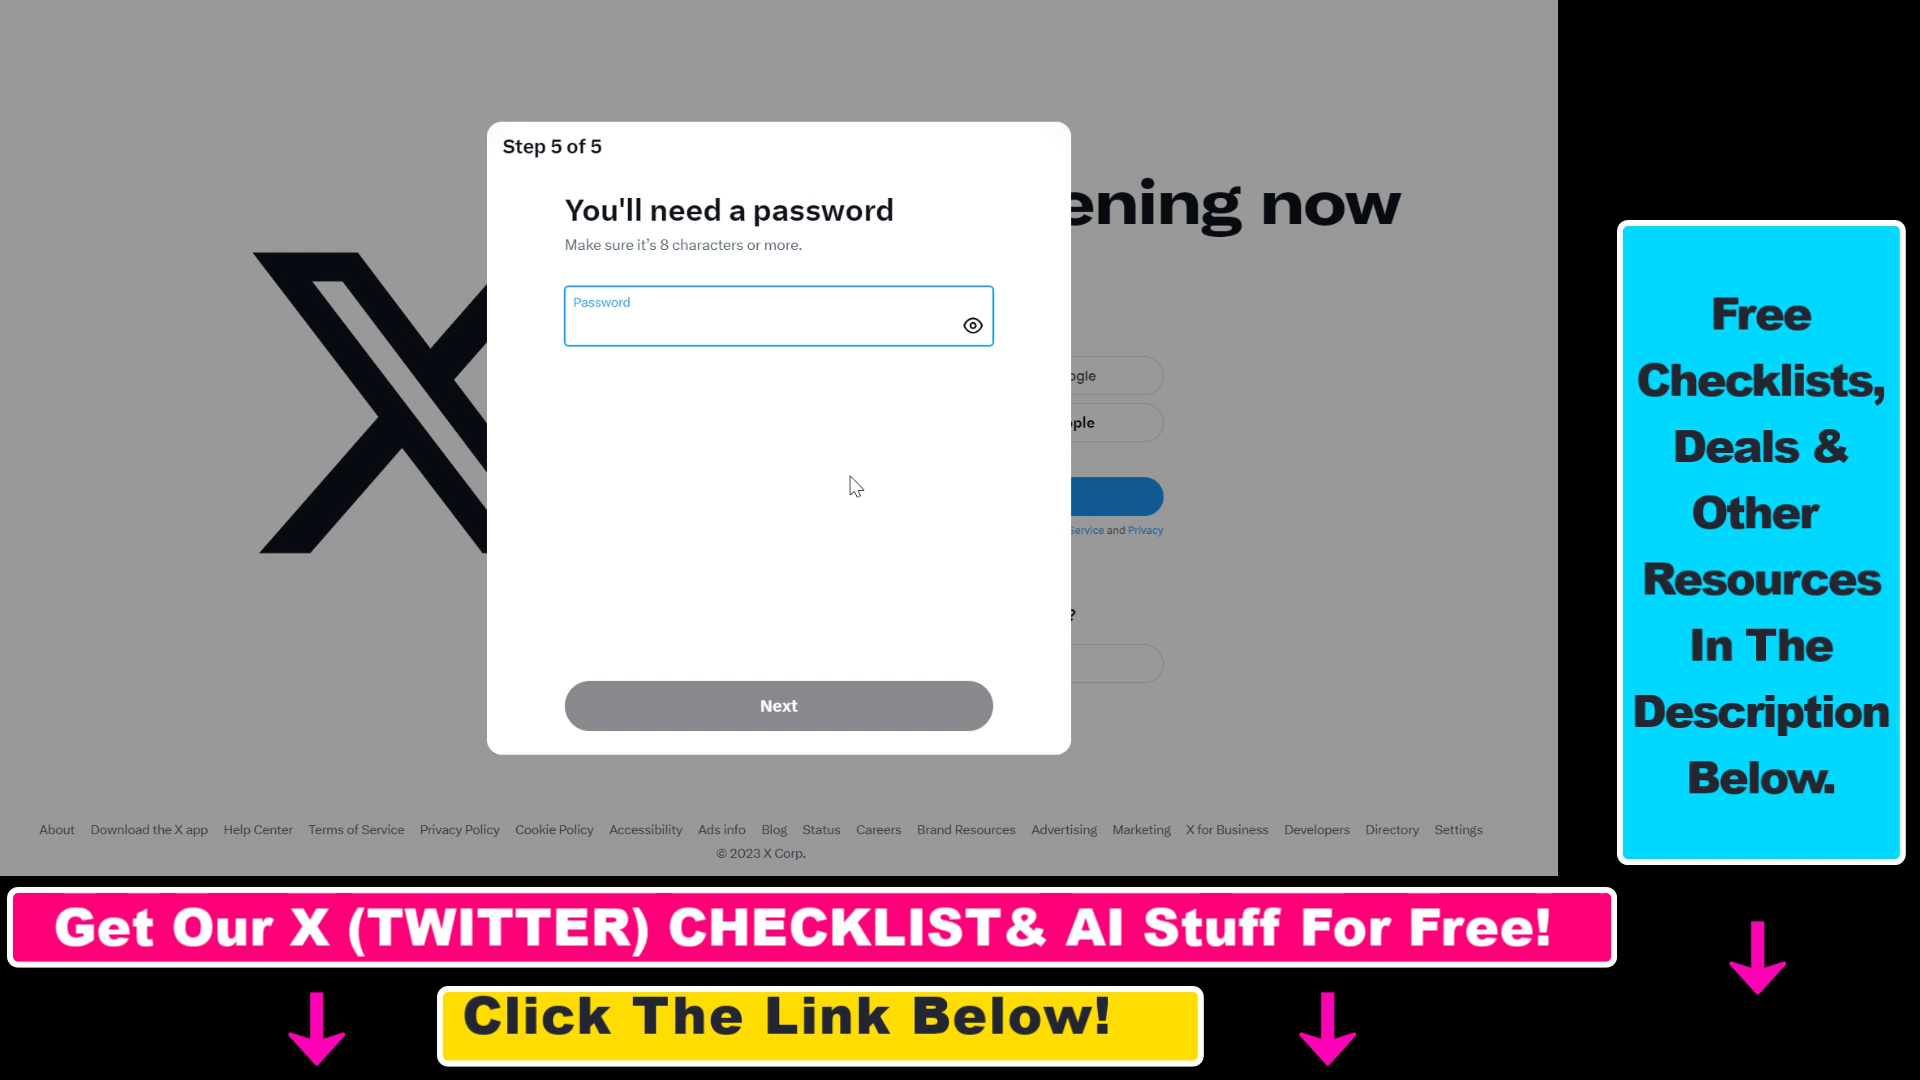 Step 5 of 5
You'll need a password
Make sure it's 8 characters or more.
Password
Next
ening now
ogle
ople
Service and Privacy
?
About Download the X app Help Center Terms of Service Privacy Policy Cookie Policy Accessibility Ads info Blog Status Careers Brand Resources Advertising Marketing X for Business Developers Directory Settings
© 2023 X Corp.
Free
Checklists,
Deals &
Other
Resources
In The
Description
Below.
Get Our X (TWITTER) CHECKLIST& AI Stuff For Free!
Click The Link Below!